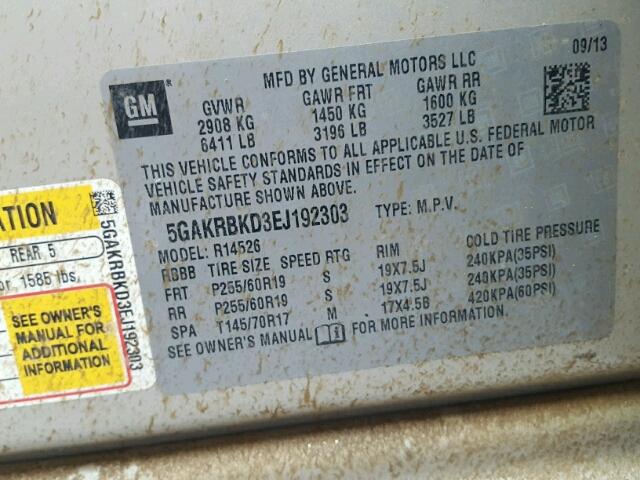 09/13
MFD BY GENERAL MOTORS LLC
GM
GVWR GAWR FRT GAWR RR
2908 KG 1450 KG 1600 KG
6411 LB 3196 LB 3527 LB
THIS VEHICLE CONFORMS TO ALL APPLICABLE U.S. FEDERAL MOTOR
VEHICLE SAFETY STANDARDS IN EFFECT ON THE DATE OF
MANUFACTURE SHOWN ABOVE.
5GAKRBKD3EJ192303 TYPE: M.P.V.
MODEL: R14526
RBBB TIRE SIZE SPEED RTG RIM COLD TIRE PRESSURE
FRT P255/60R19 S 19X7.5J 240KPA(35PSI)
RR P255/60R19 S 19X7.5J 240KPA(35PSI)
SPA T145/70R17 M 17X4.5B 420KPA(60PSI)
SEE OWNER'S MANUAL FOR MORE INFORMATION.
ATION
REAR 5
or 1585 lbs.
SEE OWNER'S
MANUAL FOR
ADDITIONAL
INFORMATION
5GAKRBKD3EJ192303